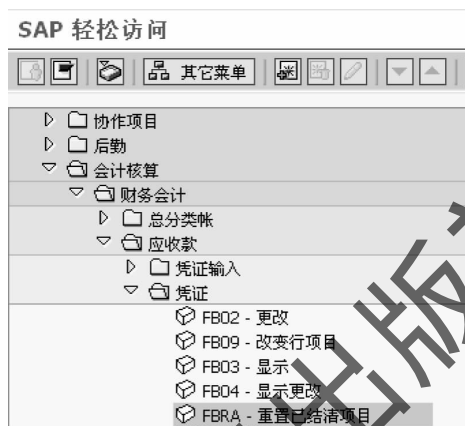 SAP 轻松访问
其它菜单
协作项目
后勤
会计核算
财务会计
总分类帐
应收款
凭证输入
凭证
FB02 - 更改
FB09 - 改变行项目
FB03 - 显示
FB04 - 显示更改
FBRA - 重置已结清项目
出版